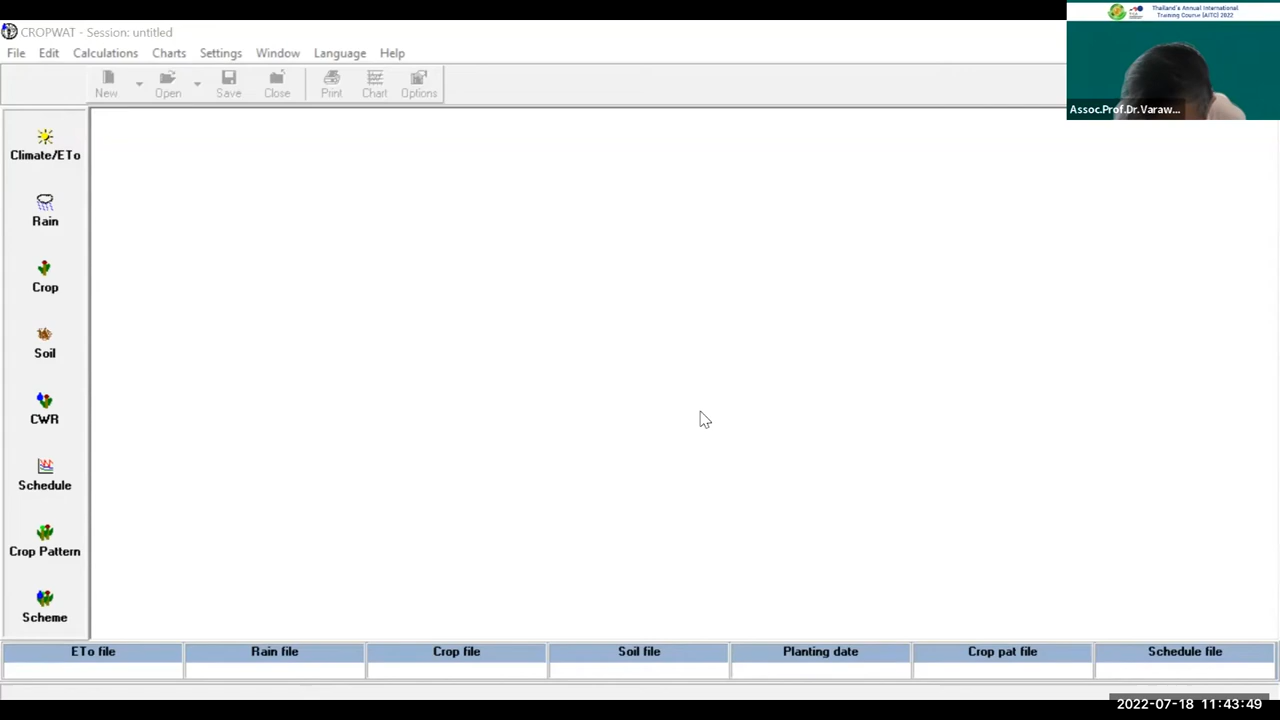 CROPWAT - Session: untitled
File Edit Calculations Charts Settings Window Language Help
New Open Save Close Print Chart Options
Thailand's Annual International
Training Course (AITC) 2022
Assoc.Prof.Dr.Varaw...
Climate/ETo
Rain
Crop
Soil
CWR
Schedule
Crop Pattern
Scheme
ETo file Rain file Crop file Soil file Planting date Crop pat file Schedule file
2022-07-18 11:43:49